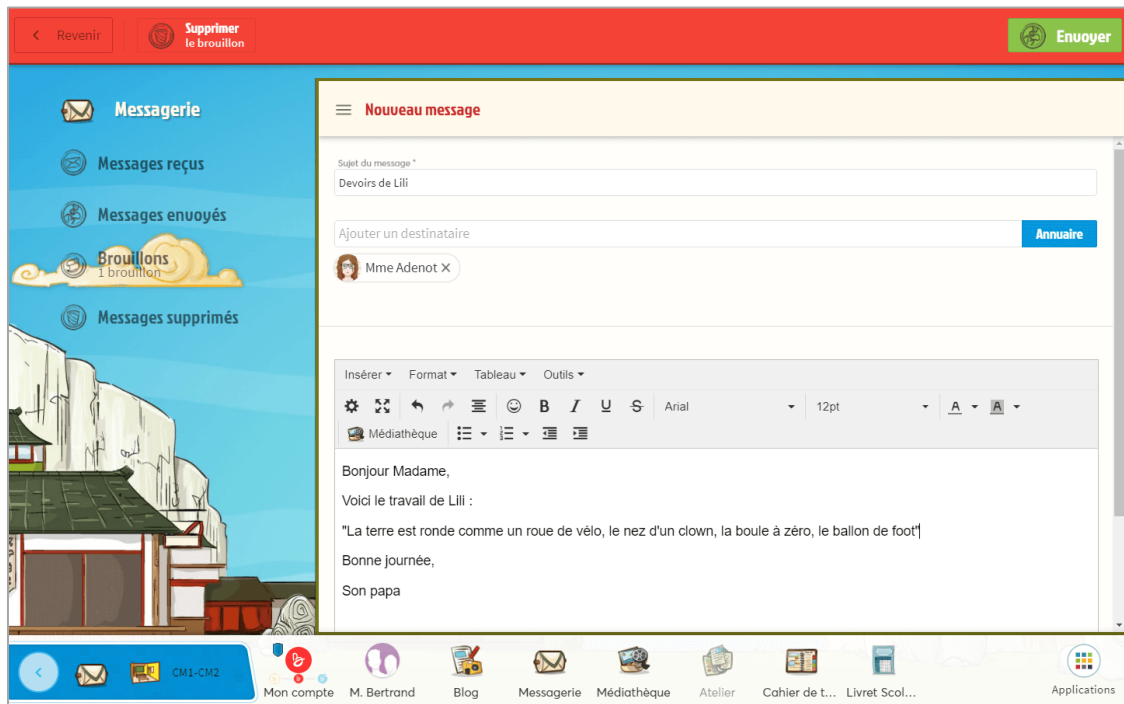 Revenir
Supprimer
le brouillon
Envoyer
Messagerie
Messages reçus
Messages envoyés
Brouillons
1 brouillon
Messages supprimés
Nouveau message
Sujet du message *
Devoirs de Lili
Ajouter un destinataire
Annuaire
Mme Adenot
Insérer Format Tableau Outils
B I U S Arial 12pt A A
Médiathèque
Bonjour Madame,
Voici le travail de Lili :
"La terre est ronde comme un roue de vélo, le nez d'un clown, la boule à zéro, le ballon de foot"
Bonne journée,
Son papa
CM1-CM2
Mon compte
M. Bertrand
Blog
Messagerie
Médiathèque
Atelier
Cahier de t...
Livret Scol...
Applications